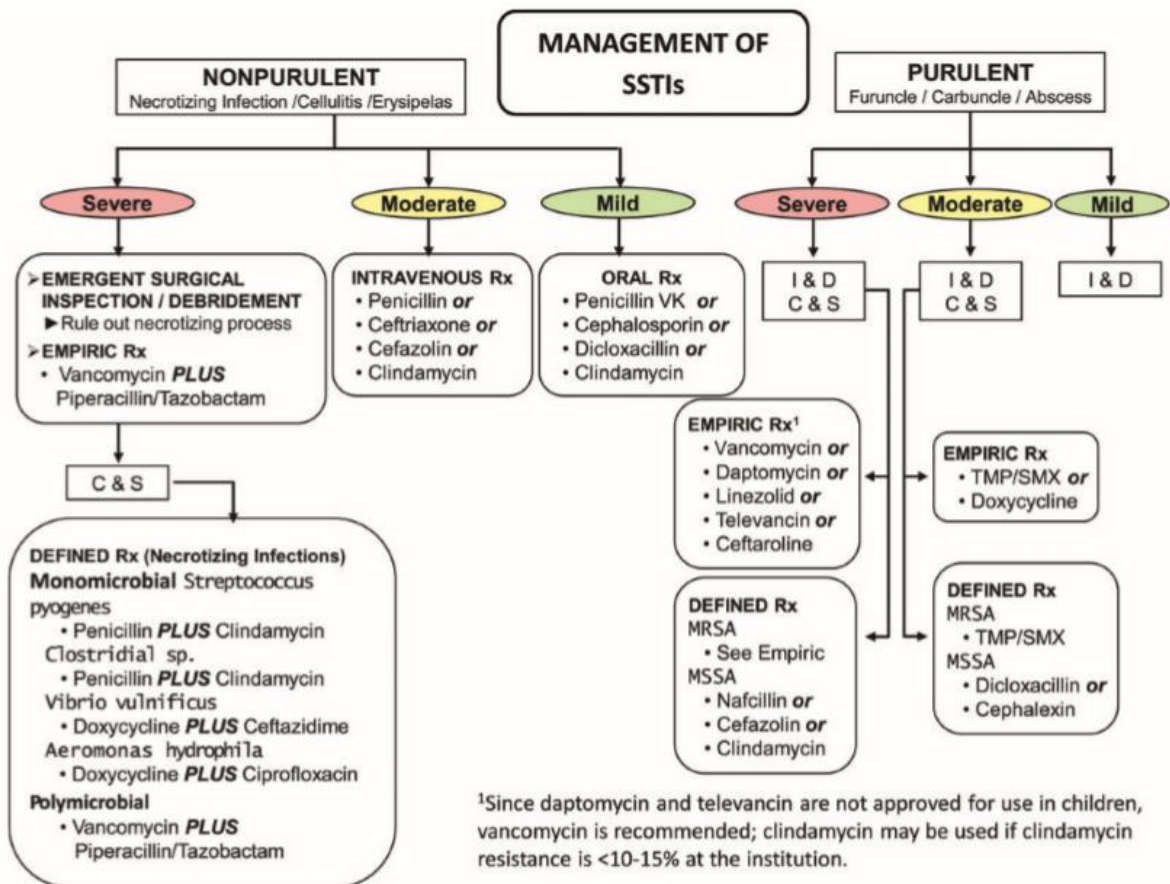 MANAGEMENT OF
SSTIs
NONPURULENT
Necrotizing Infection /Cellulitis /Erysipelas
Severe
Moderate
Mild
➢EMERGENT SURGICAL
INSPECTION / DEBRIDEMENT
►Rule out necrotizing process
➢EMPIRIC Rx
• Vancomycin PLUS
Piperacillin/Tazobactam
INTRAVENOUS Rx
• Penicillin or
• Ceftriaxone or
• Cefazolin or
• Clindamycin
ORAL Rx
• Penicillin VK or
• Cephalosporin or
• Dicloxacillin or
• Clindamycin
C & S
DEFINED Rx (Necrotizing Infections)
Monomicrobial Streptococcus
pyogenes
• Penicillin PLUS Clindamycin
Clostridial sp.
• Penicillin PLUS Clindamycin
Vibrio vulnificus
• Doxycycline PLUS Ceftazidime
Aeromonas hydrophila
• Doxycycline PLUS Ciprofloxacin
Polymicrobial
• Vancomycin PLUS
Piperacillin/Tazobactam
PURULENT
Furuncle / Carbuncle / Abscess
Severe
Moderate
Mild
I & D
C & S
I & D
C & S
I & D
EMPIRIC Rx¹
• Vancomycin or
• Daptomycin or
• Linezolid or
• Televancin or
• Ceftaroline
EMPIRIC Rx
• TMP/SMX or
• Doxycycline
DEFINED Rx
MRSA
• See Empiric
MSSA
• Nafcillin or
• Cefazolin or
• Clindamycin
DEFINED Rx
MRSA
• TMP/SMX
MSSA
• Dicloxacillin or
• Cephalexin
¹Since daptomycin and televancin are not approved for use in children,
vancomycin is recommended; clindamycin may be used if clindamycin
resistance is <10-15% at the institution.